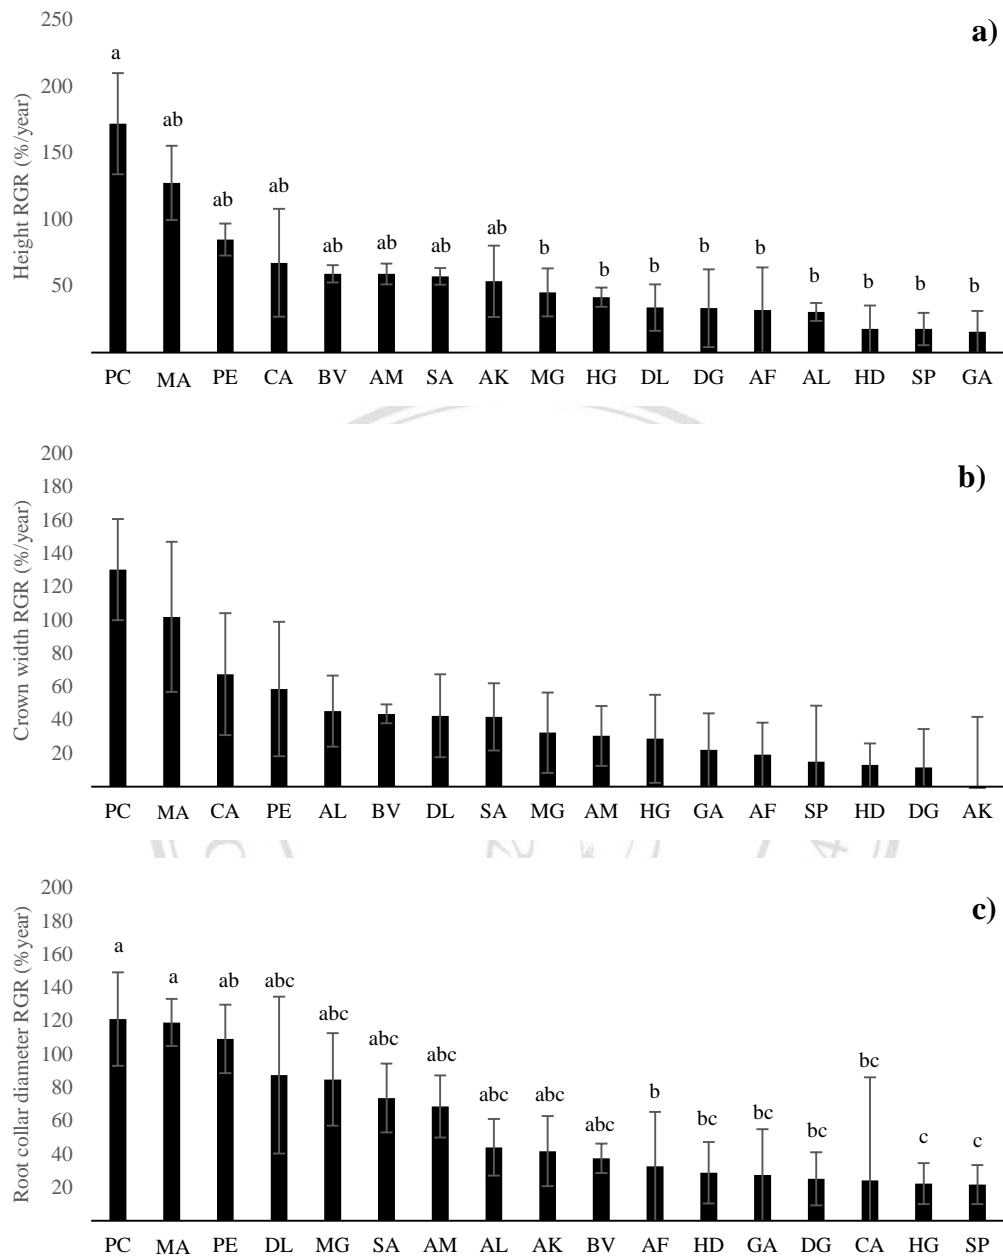 250
a)
a
200
ab
150
ab
ab
100
ab
ab
ab
ab
b
b
b
b
b
b
b
b
b
50
Height RGR (%/year)
PC MA PE CA BV AM SA AK MG HG DL DG AF AL HD SP GA
200
b)
180
160
140
120
100
80
60
40
20
Crown width RGR (%/year)
PC MA CA PE AL BV DL SA MG AM HG GA AF SP HD DG AK
200
c)
180
a
a
ab
abc
160
140
abc
abc
abc
120
100
abc
abc
abc
b
bc
bc
bc
bc
c
c
80
60
40
20
Root collar diameter RGR (%year)
PC MA PE DL MG SA AM AL AK BV AF HD GA DG CA HG SP